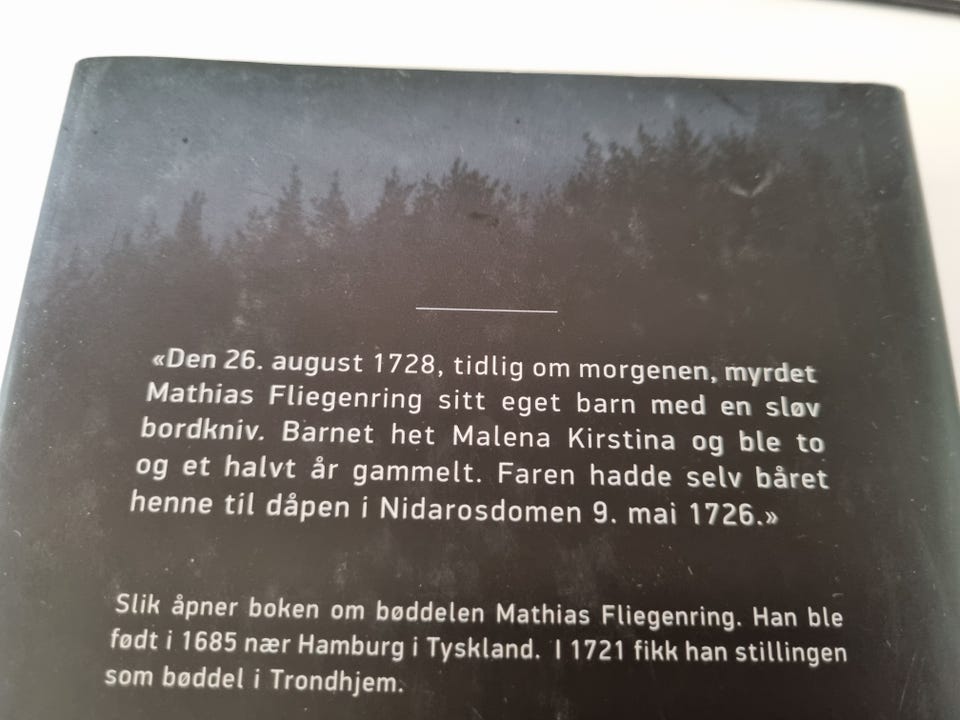 «Den 26. august 1728, tidlig om morgenen, myrdet
Mathias Fliegenring sitt eget barn med en sløv
bordkniv. Barnet het Malena Kirstina og ble to
og et halvt år gammelt. Faren hadde selv båret
henne til dåpen i Nidarosdomen 9. mai 1726.»
Slik åpner boken om bøddelen Mathias Fliegenring. Han ble
født i 1685 nær Hamburg i Tyskland. I 1721 fikk han stillingen
som bøddel i Trondhjem.